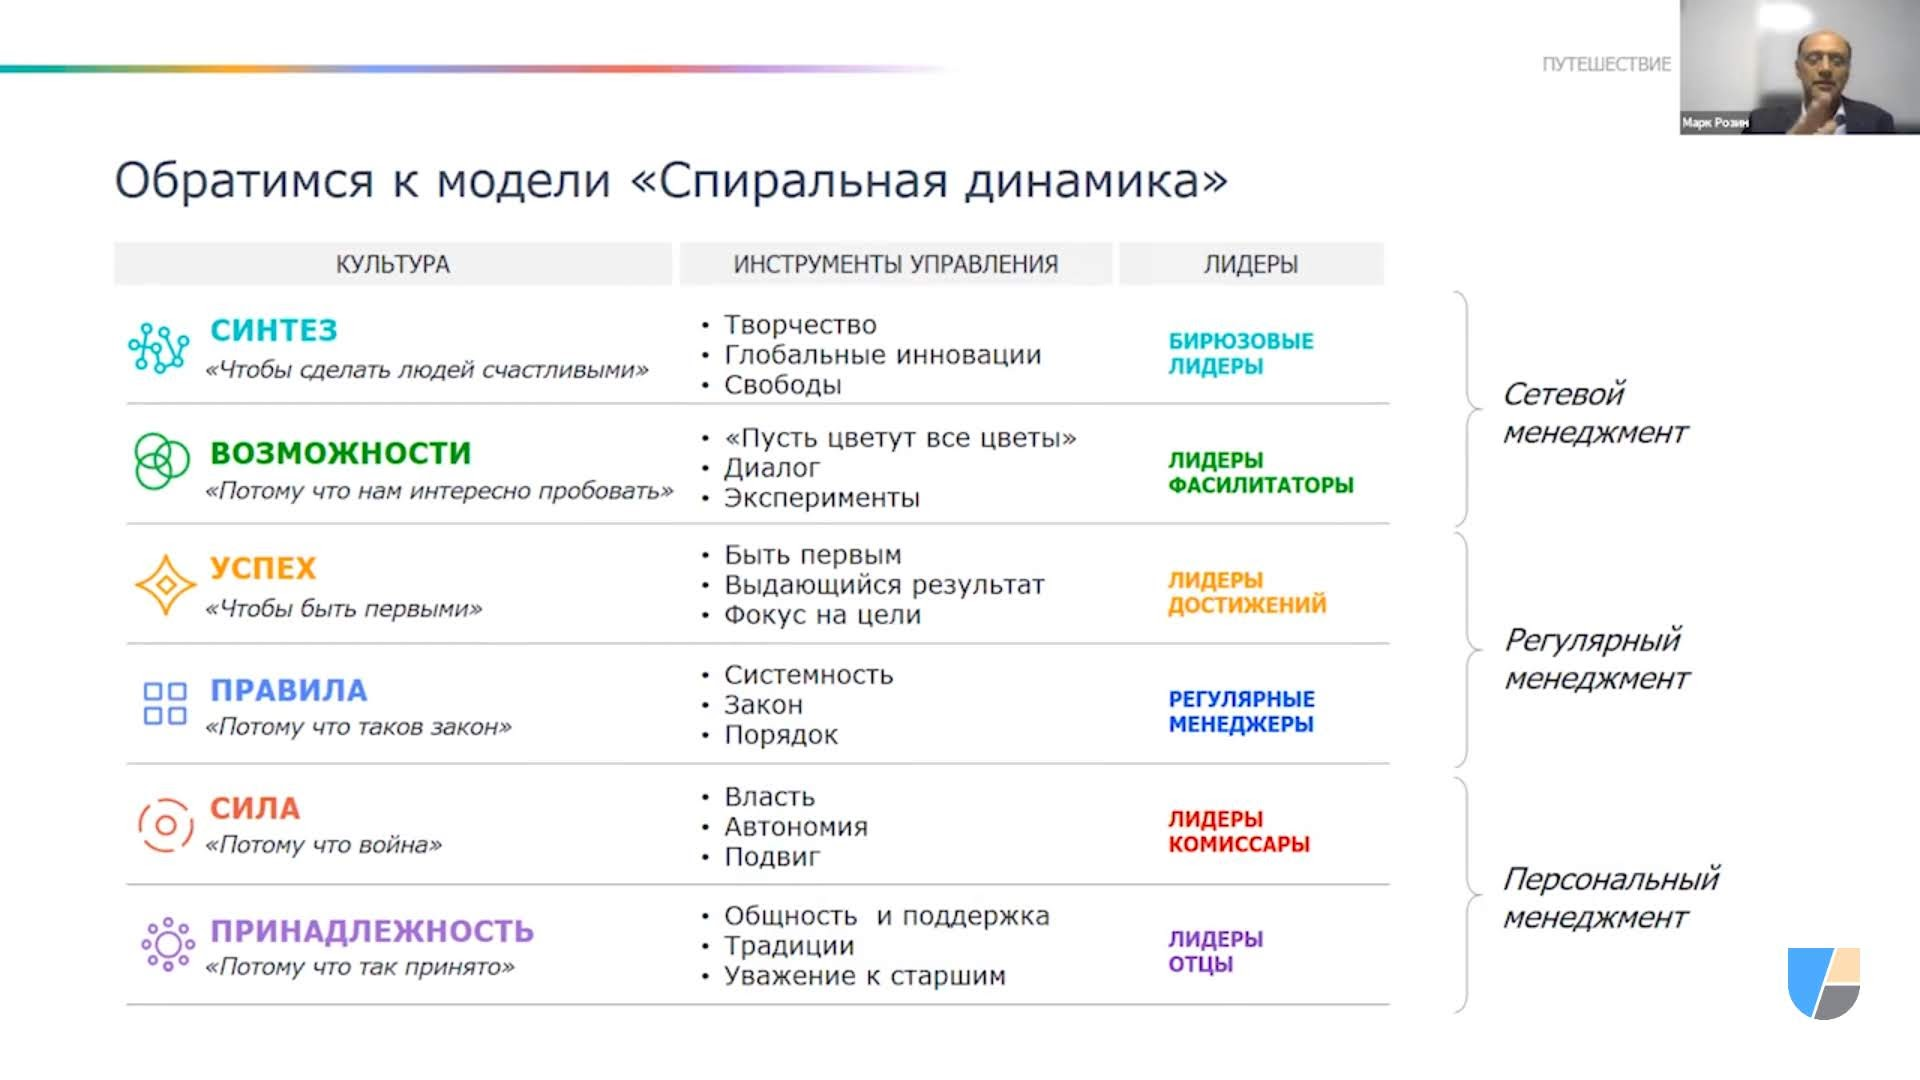 ПУТЕШЕСТВИЕ
Марк Розин
Обратимся к модели «Спиральная динамика»
КУЛЬТУРА
ИНСТРУМЕНТЫ УПРАВЛЕНИЯ
ЛИДЕРЫ
СИНТЕЗ
«Чтобы сделать людей счастливыми»
• Творчество
• Глобальные инновации
• Свободы
БИРЮЗОВЫЕ
ЛИДЕРЫ
ВОЗМОЖНОСТИ
«Потому что нам интересно пробовать»
• «Пусть цветут все цветы»
• Диалог
• Эксперименты
ЛИДЕРЫ
ФАСИЛИТАТОРЫ
Сетевой
менеджмент
УСПЕХ
«Чтобы быть первыми»
• Быть первым
• Выдающийся результат
• Фокус на цели
ЛИДЕРЫ
ДОСТИЖЕНИЙ
ПРАВИЛА
«Потому что таков закон»
• Системность
• Закон
• Порядок
РЕГУЛЯРНЫЕ
МЕНЕДЖЕРЫ
Регулярный
менеджмент
СИЛА
«Потому что война»
• Власть
• Автономия
• Подвиг
ЛИДЕРЫ
КОМИССАРЫ
ПРИНАДЛЕЖНОСТЬ
«Потому что так принято»
• Общность и поддержка
• Традиции
• Уважение к старшим
ЛИДЕРЫ
ОТЦЫ
Персональный
менеджмент